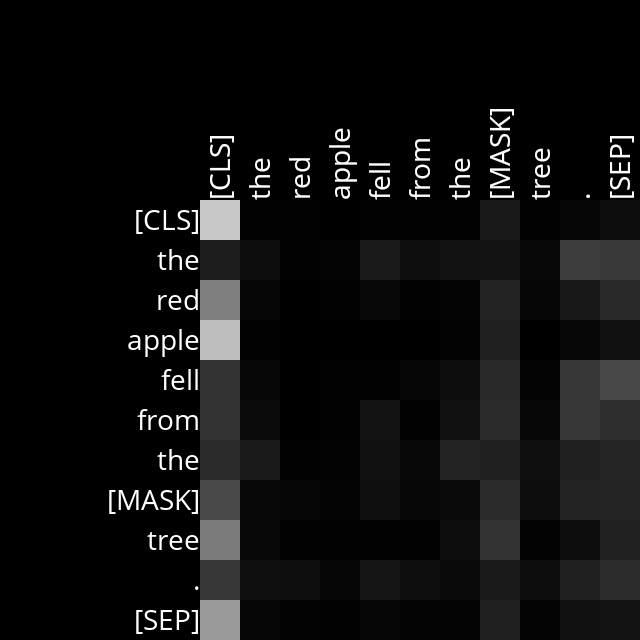 [CLS] the red apple fell from the [MASK] tree . [SEP]
[CLS]
the
red
apple
fell
from
the
[MASK]
tree
.
[SEP]